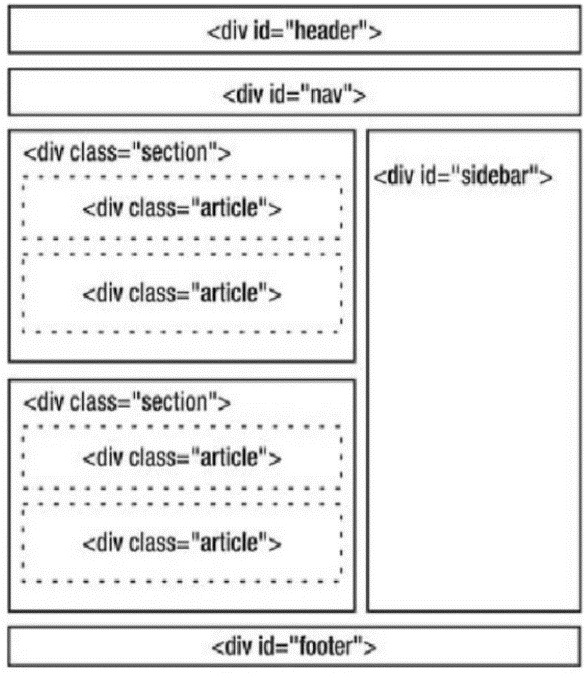 <div id="header">
<div id="nav">
<div class="section">
<div class="article">
<div class="article">
<div id="sidebar">
<div class="section">
<div class="article">
<div class="article">
<div id="footer">